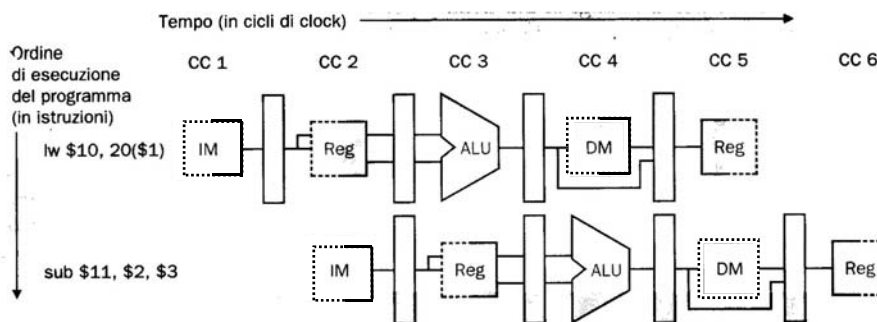 Tempo (in cicli di clock)
Ordine
di esecuzione
del programma
(in istruzioni)
CC 1 CC 2 CC 3 CC 4 CC 5 CC 6
lw $10, 20($1)
IM Reg ALU DM Reg
sub $11, $2, $3
IM Reg ALU DM Reg